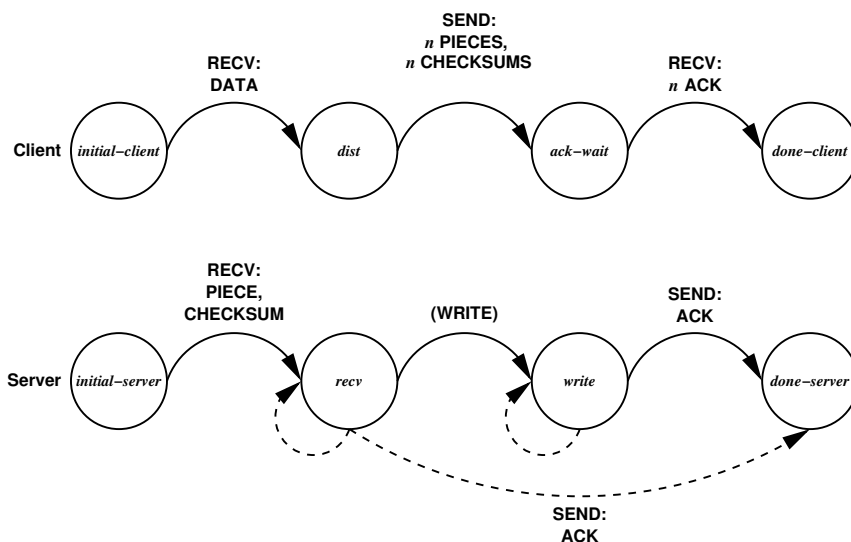 SEND:
n PIECES,
n CHECKSUMS
RECV:
DATA
RECV:
n ACK
Client
initial−client
dist
ack−wait
done−client
RECV:
PIECE,
CHECKSUM
(WRITE)
SEND:
ACK
Server
initial−server
recv
write
done−server
SEND:
ACK